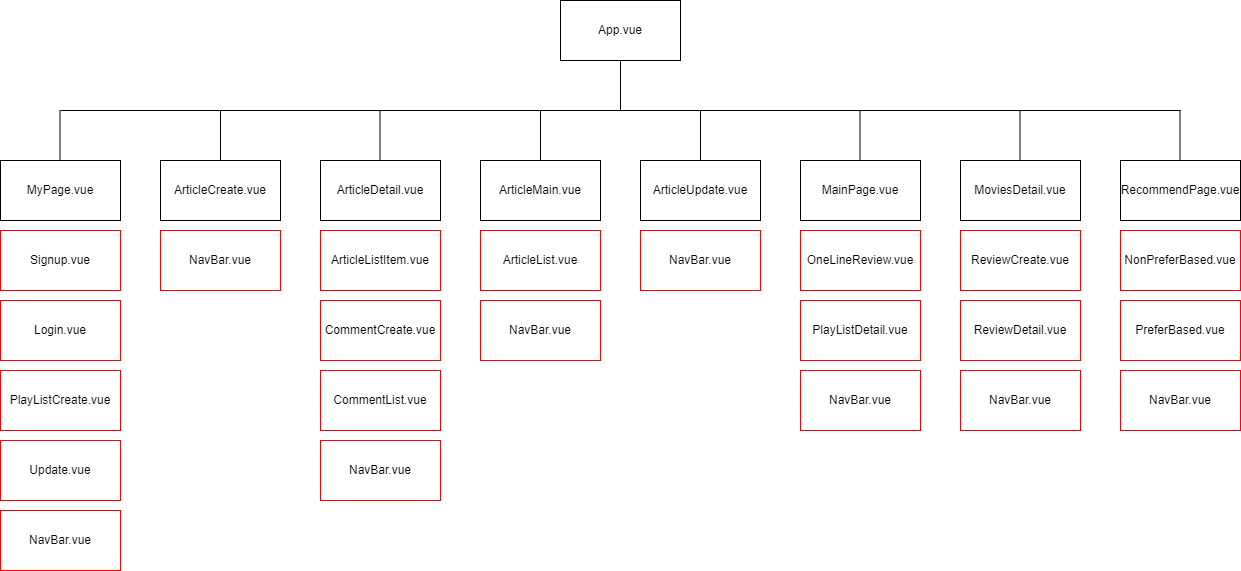 App.vue
MyPage.vue
ArticleCreate.vue
ArticleDetail.vue
ArticleMain.vue
ArticleUpdate.vue
MainPage.vue
MoviesDetail.vue
RecommendPage.vue
Signup.vue
NavBar.vue
ArticleListItem.vue
ArticleList.vue
NavBar.vue
OneLineReview.vue
ReviewCreate.vue
NonPreferBased.vue
Login.vue
CommentCreate.vue
NavBar.vue
PlayListDetail.vue
ReviewDetail.vue
PreferBased.vue
PlayListCreate.vue
CommentList.vue
NavBar.vue
NavBar.vue
NavBar.vue
Update.vue
NavBar.vue
NavBar.vue